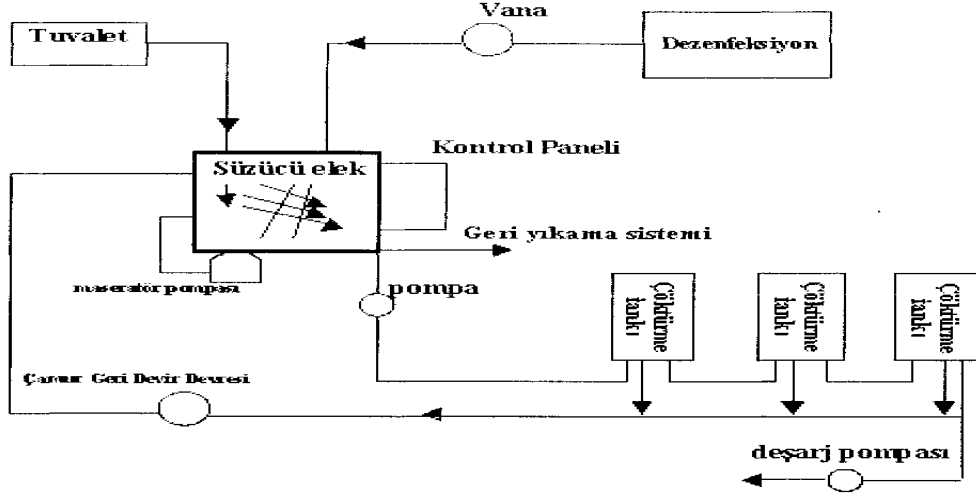 Vana
Tuvalet
Dezenfeksiyon
Kontrol Paneli
Süzücü elek
Geri yıkama sistemi
maseratör pompası
pompa
Çöktürme
tankı
Çöktürme
tankı
Çöktürme
tankı
Çamur Geri Devir Devresi
deşarj pompası